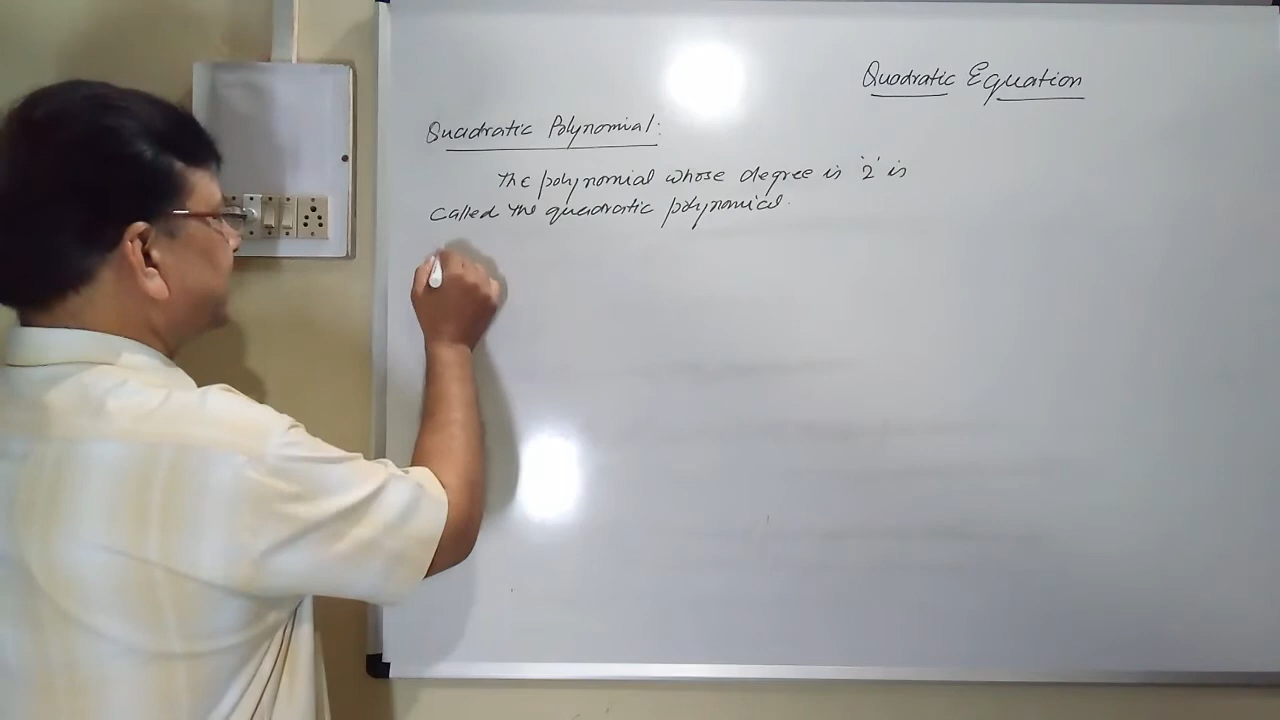 Quadratic Equation
Quadratic Polynomial:
The polynomial whose degree is '2' is
called the quadratic polynomial.